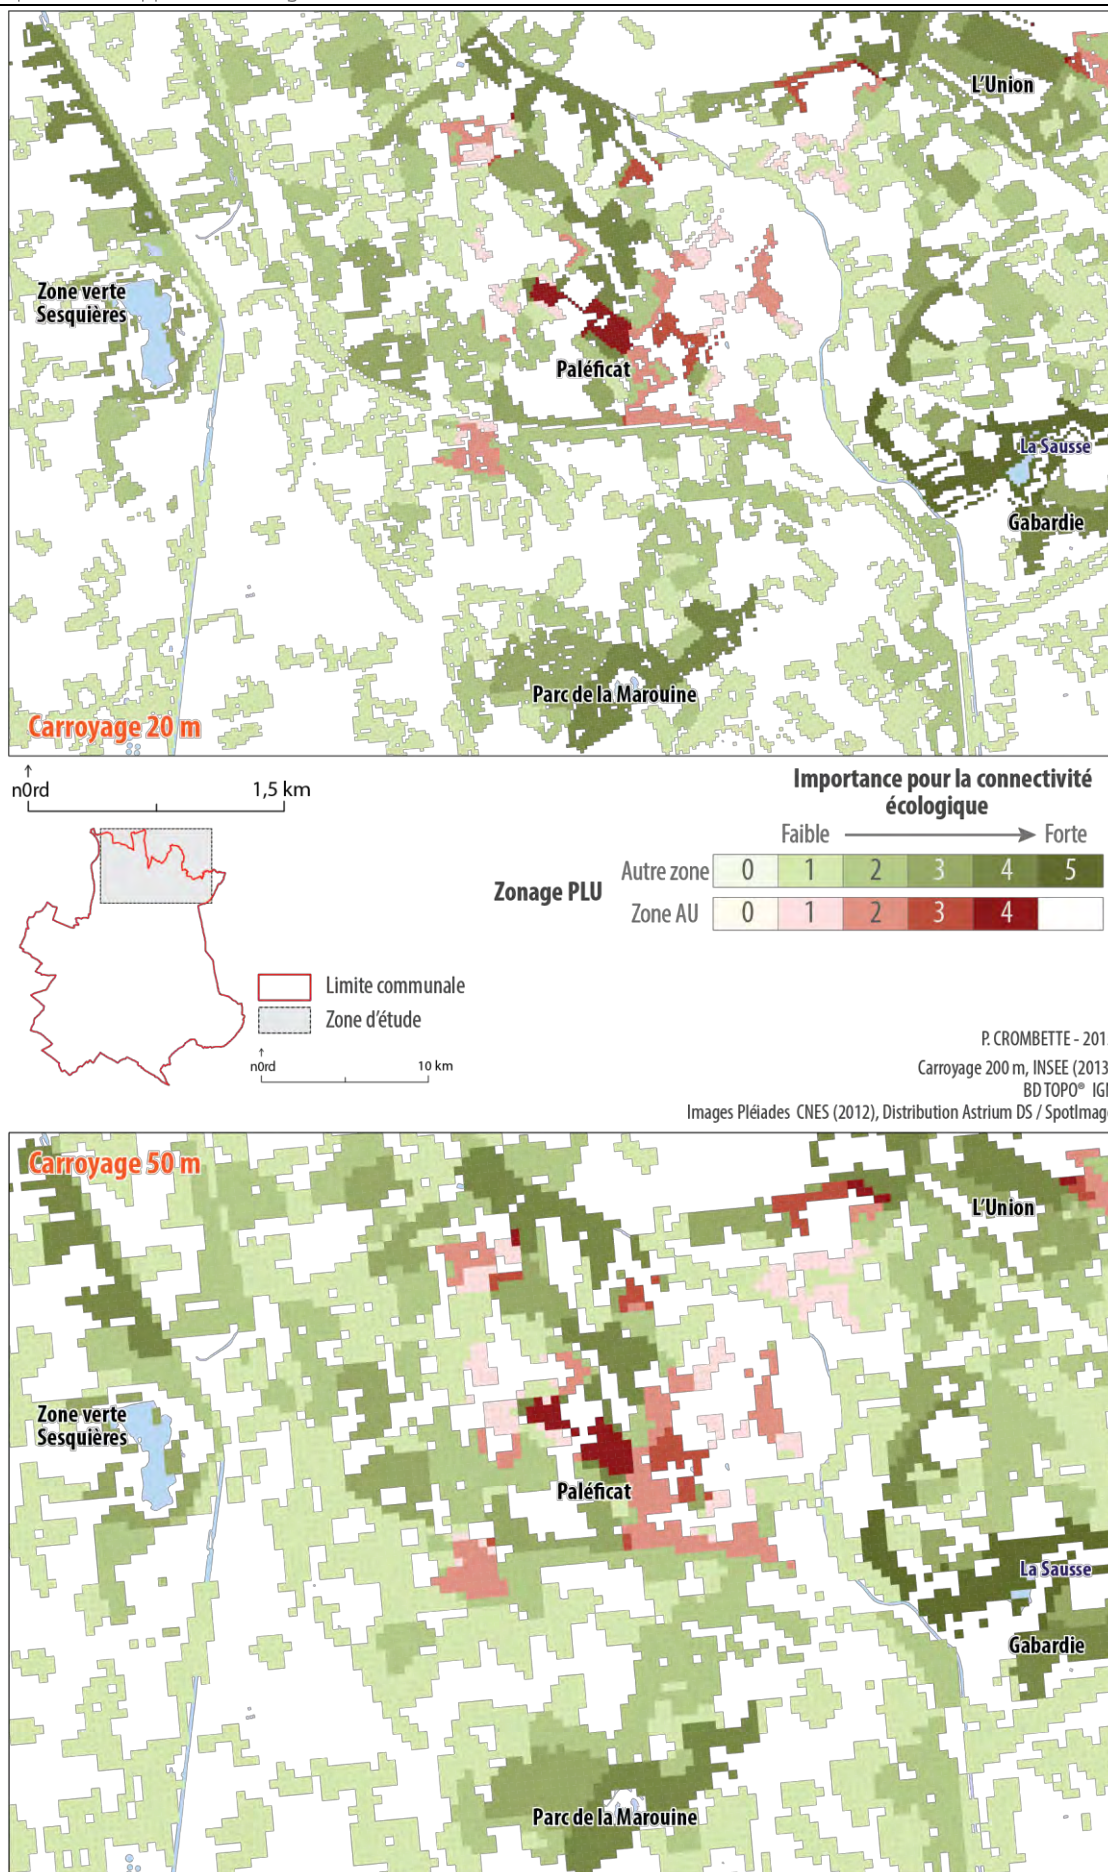 L'Union
Zone verte
Sesquières
Paléficat
La Sausse
Gabardie
Parc de la Marouine
Carroyage 20 m
n0rd
1,5 km
Importance pour la connectivité
écologique
Faible
Forte
Zonage PLU
Autre zone 0 1 2 3 4 5
Zone AU 0 1 2 3 4
Limite communale
Zone d'étude
n0rd
10 km
P. CROMBETTE - 201
Carroyage 200 m, INSEE (2013
BD TOPO® IG
Images Pléiades CNES (2012), Distribution Astrium DS / SpotImag
Carroyage 50 m
L'Union
Zone verte
Sesquières
Paléficat
La Sausse
Gabardie
Parc de la Marouine